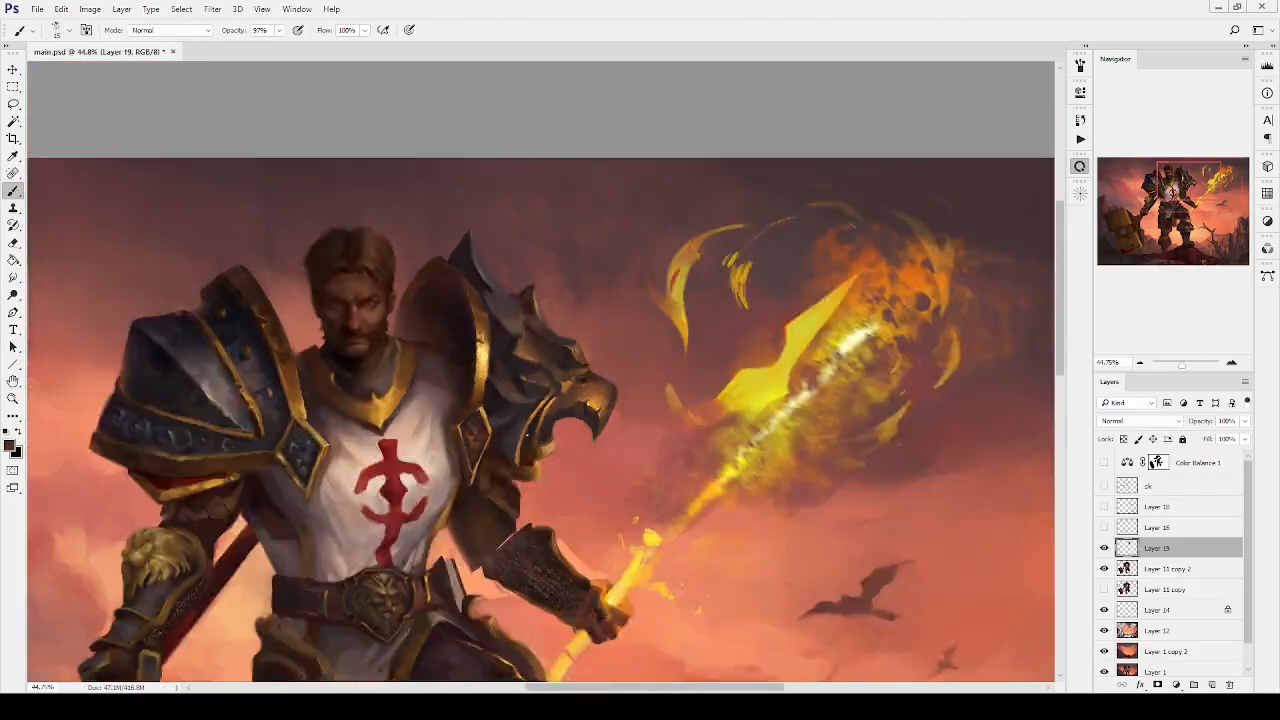 Ps File Edit Image Layer Type Select Filter 3D View Window Help
15 Mode: Normal Opacity: 97% Flow: 100%
main.psd @ 44.8% (Layer 19, RGB/8) * ×
Navigator
44.75%
Layers
Kind
Normal Opacity: 100%
Lock: Fill: 100%
Color Balance 1
sk
Layer 18
Layer 16
Layer 19
Layer 11 copy 2
Layer 11 copy
Layer 14
Layer 12
Layer 1 copy 2
Layer 1
44.75% Doc: 47.1M/416.8M